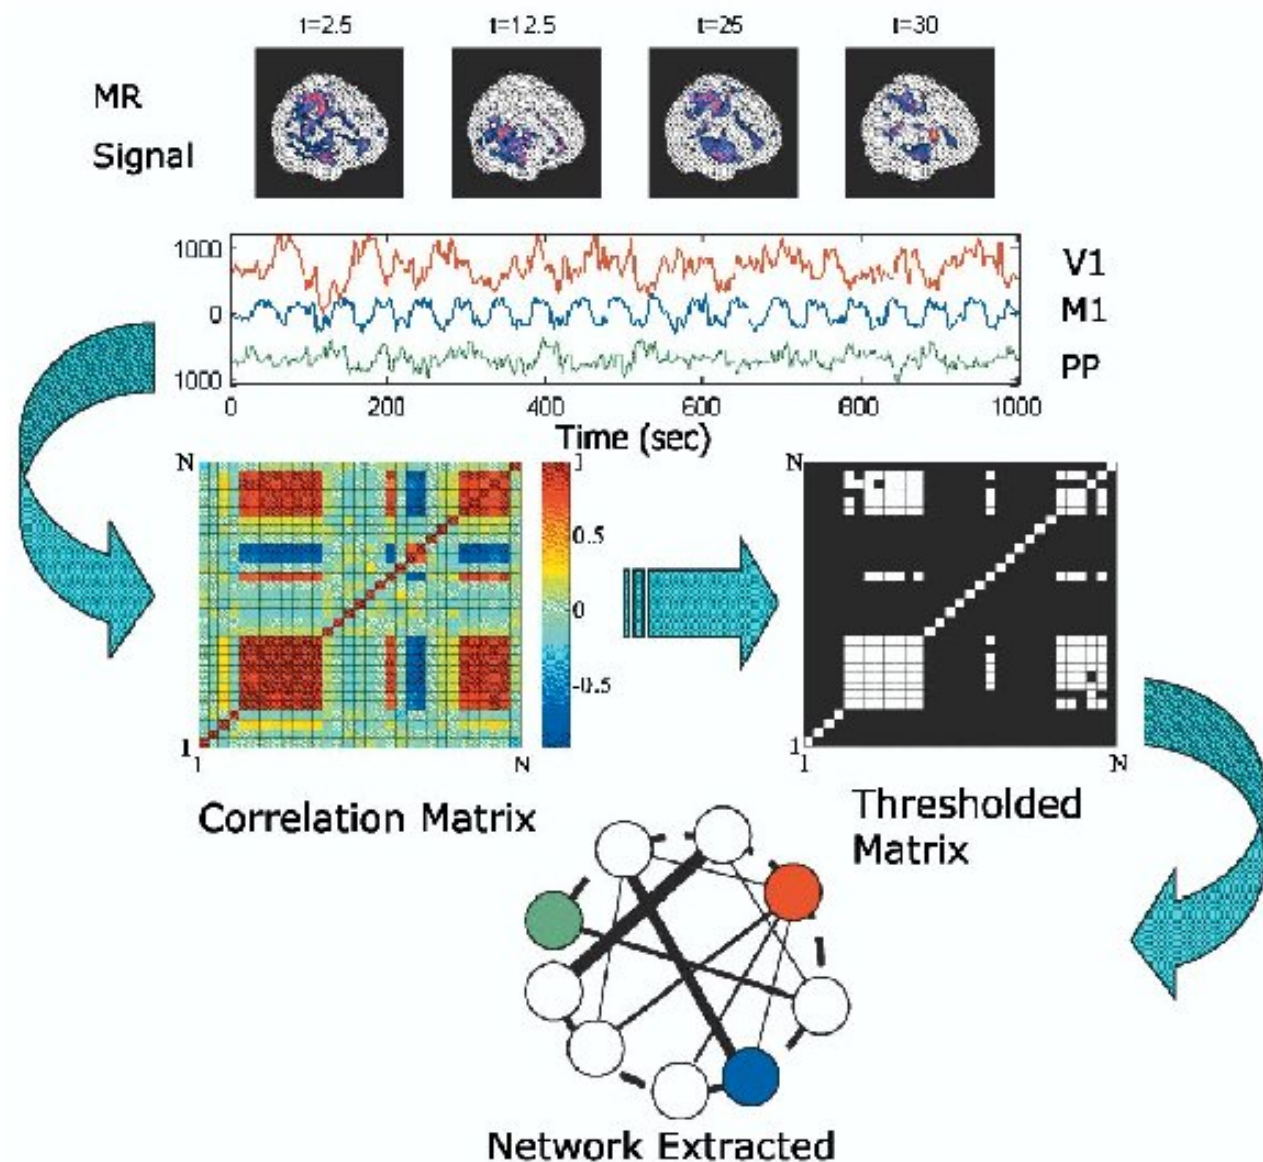 t=2.5 t=12.5 t=25 t=30
MR
Signal
1000
0
1000
V1
M1
PP
0 200 400 600 800 1000
Time (sec)
N
1
1 N
1
0.5
0
-0.5
Correlation Matrix
N
1
1 N
Thresholded
Matrix
Network Extracted